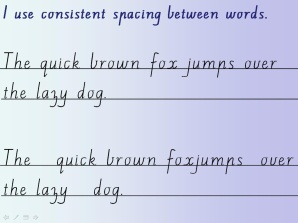 I use consistent spacing between words.
The quick brown fox jumps over
the lazy dog.
The quick brown foxjumps over
the lazy dog.